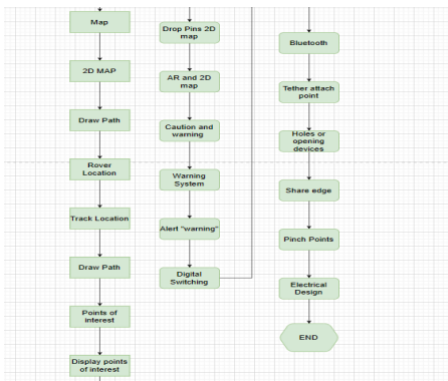 Map
2D MAP
Draw Path
Rover
Location
Track Location
Draw Path
Points of
interest
Display points
of interest
Drop Pins 2D
map
AR and 2D
map
Caution and
warning
Warning
System
Alert "warning"
Digital
Switching
Bluetooth
Tether attach
point
Holes or
opening
devices
Share edge
Pinch Points
Electrical
Design
END